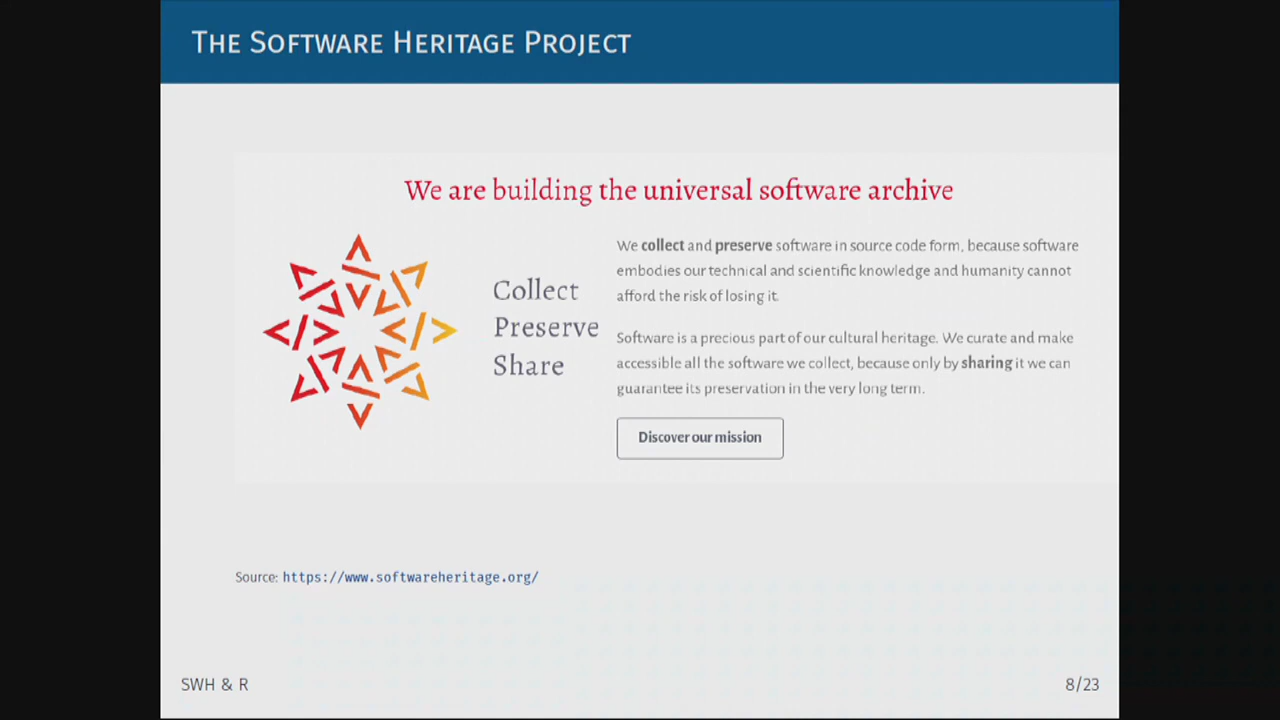 The Software Heritage Project
We are building the universal software archive
Collect
Preserve
Share
We collect and preserve software in source code form, because software
embodies our technical and scientific knowledge and humanity cannot
afford the risk of losing it.
Software is a precious part of our cultural heritage. We curate and make
accessible all the software we collect, because only by sharing it we can
guarantee its preservation in the very long term.
Discover our mission
Source: https://www.softwareheritage.org/
SWH & R
8/23